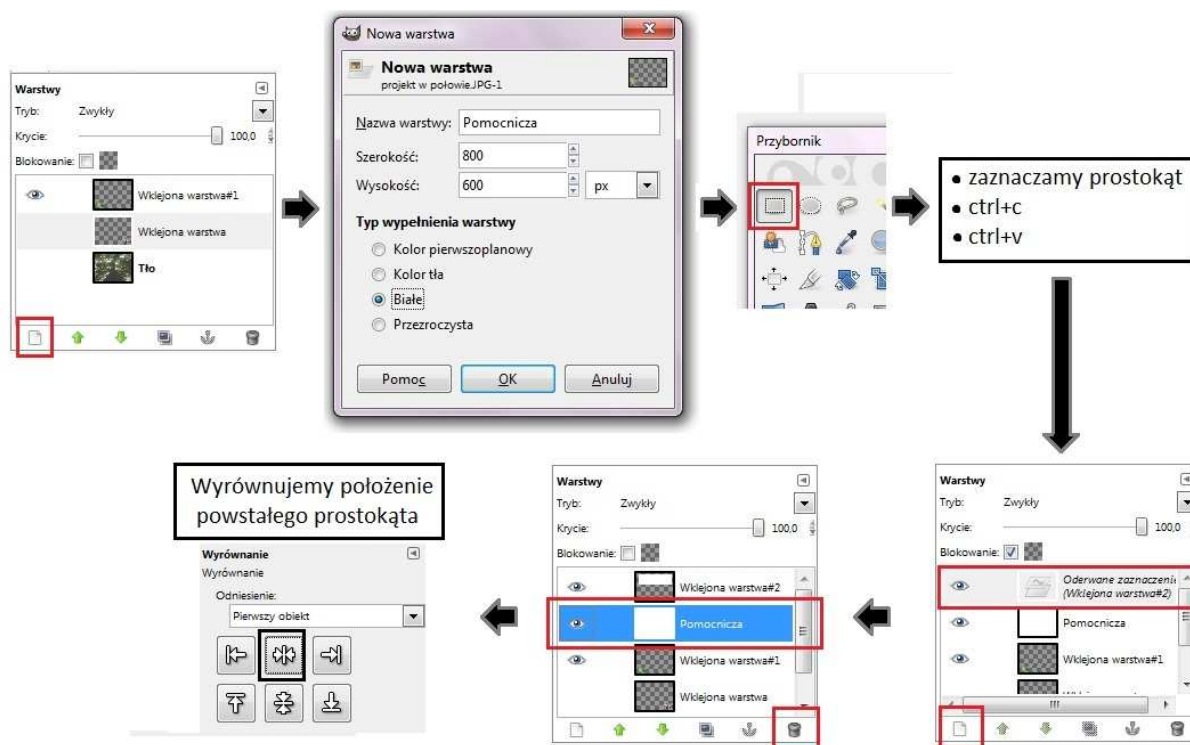 Warstwy
Tryb: Zwykły
Krycie: 100,0
Blokowanie:
Wklejona warstwa#1
Wklejona warstwa
Tło
Nowa warstwa
Nowa warstwa
projekt w połowie.JPG-1
Nazwa warstwy: Pomocnicza
Szerokość: 800
Wysokość: 600 px
Typ wypełnienia warstwy
Kolor pierwszoplanowy
Kolor tła
Białe
Przezroczysta
Pomoc OK Anuluj
Przybornik
• zaznaczamy prostokąt
• ctrl+c
• ctrl+v
Warstwy
Tryb: Zwykły
Krycie: 100,0
Blokowanie:
Oderwane zaznaczenie
(Wklejona warstwa#2)
Pomocnicza
Wklejona warstwa#1
Warstwy
Tryb: Zwykły
Krycie: 100,0
Blokowanie:
Wklejona warstwa#2
Pomocnicza
Wklejona warstwa#1
Wklejona warstwa
Wyrównujemy położenie
powstałego prostokąta
Wyrównanie
Wyrównanie
Odniesienie:
Pierwszy obiekt